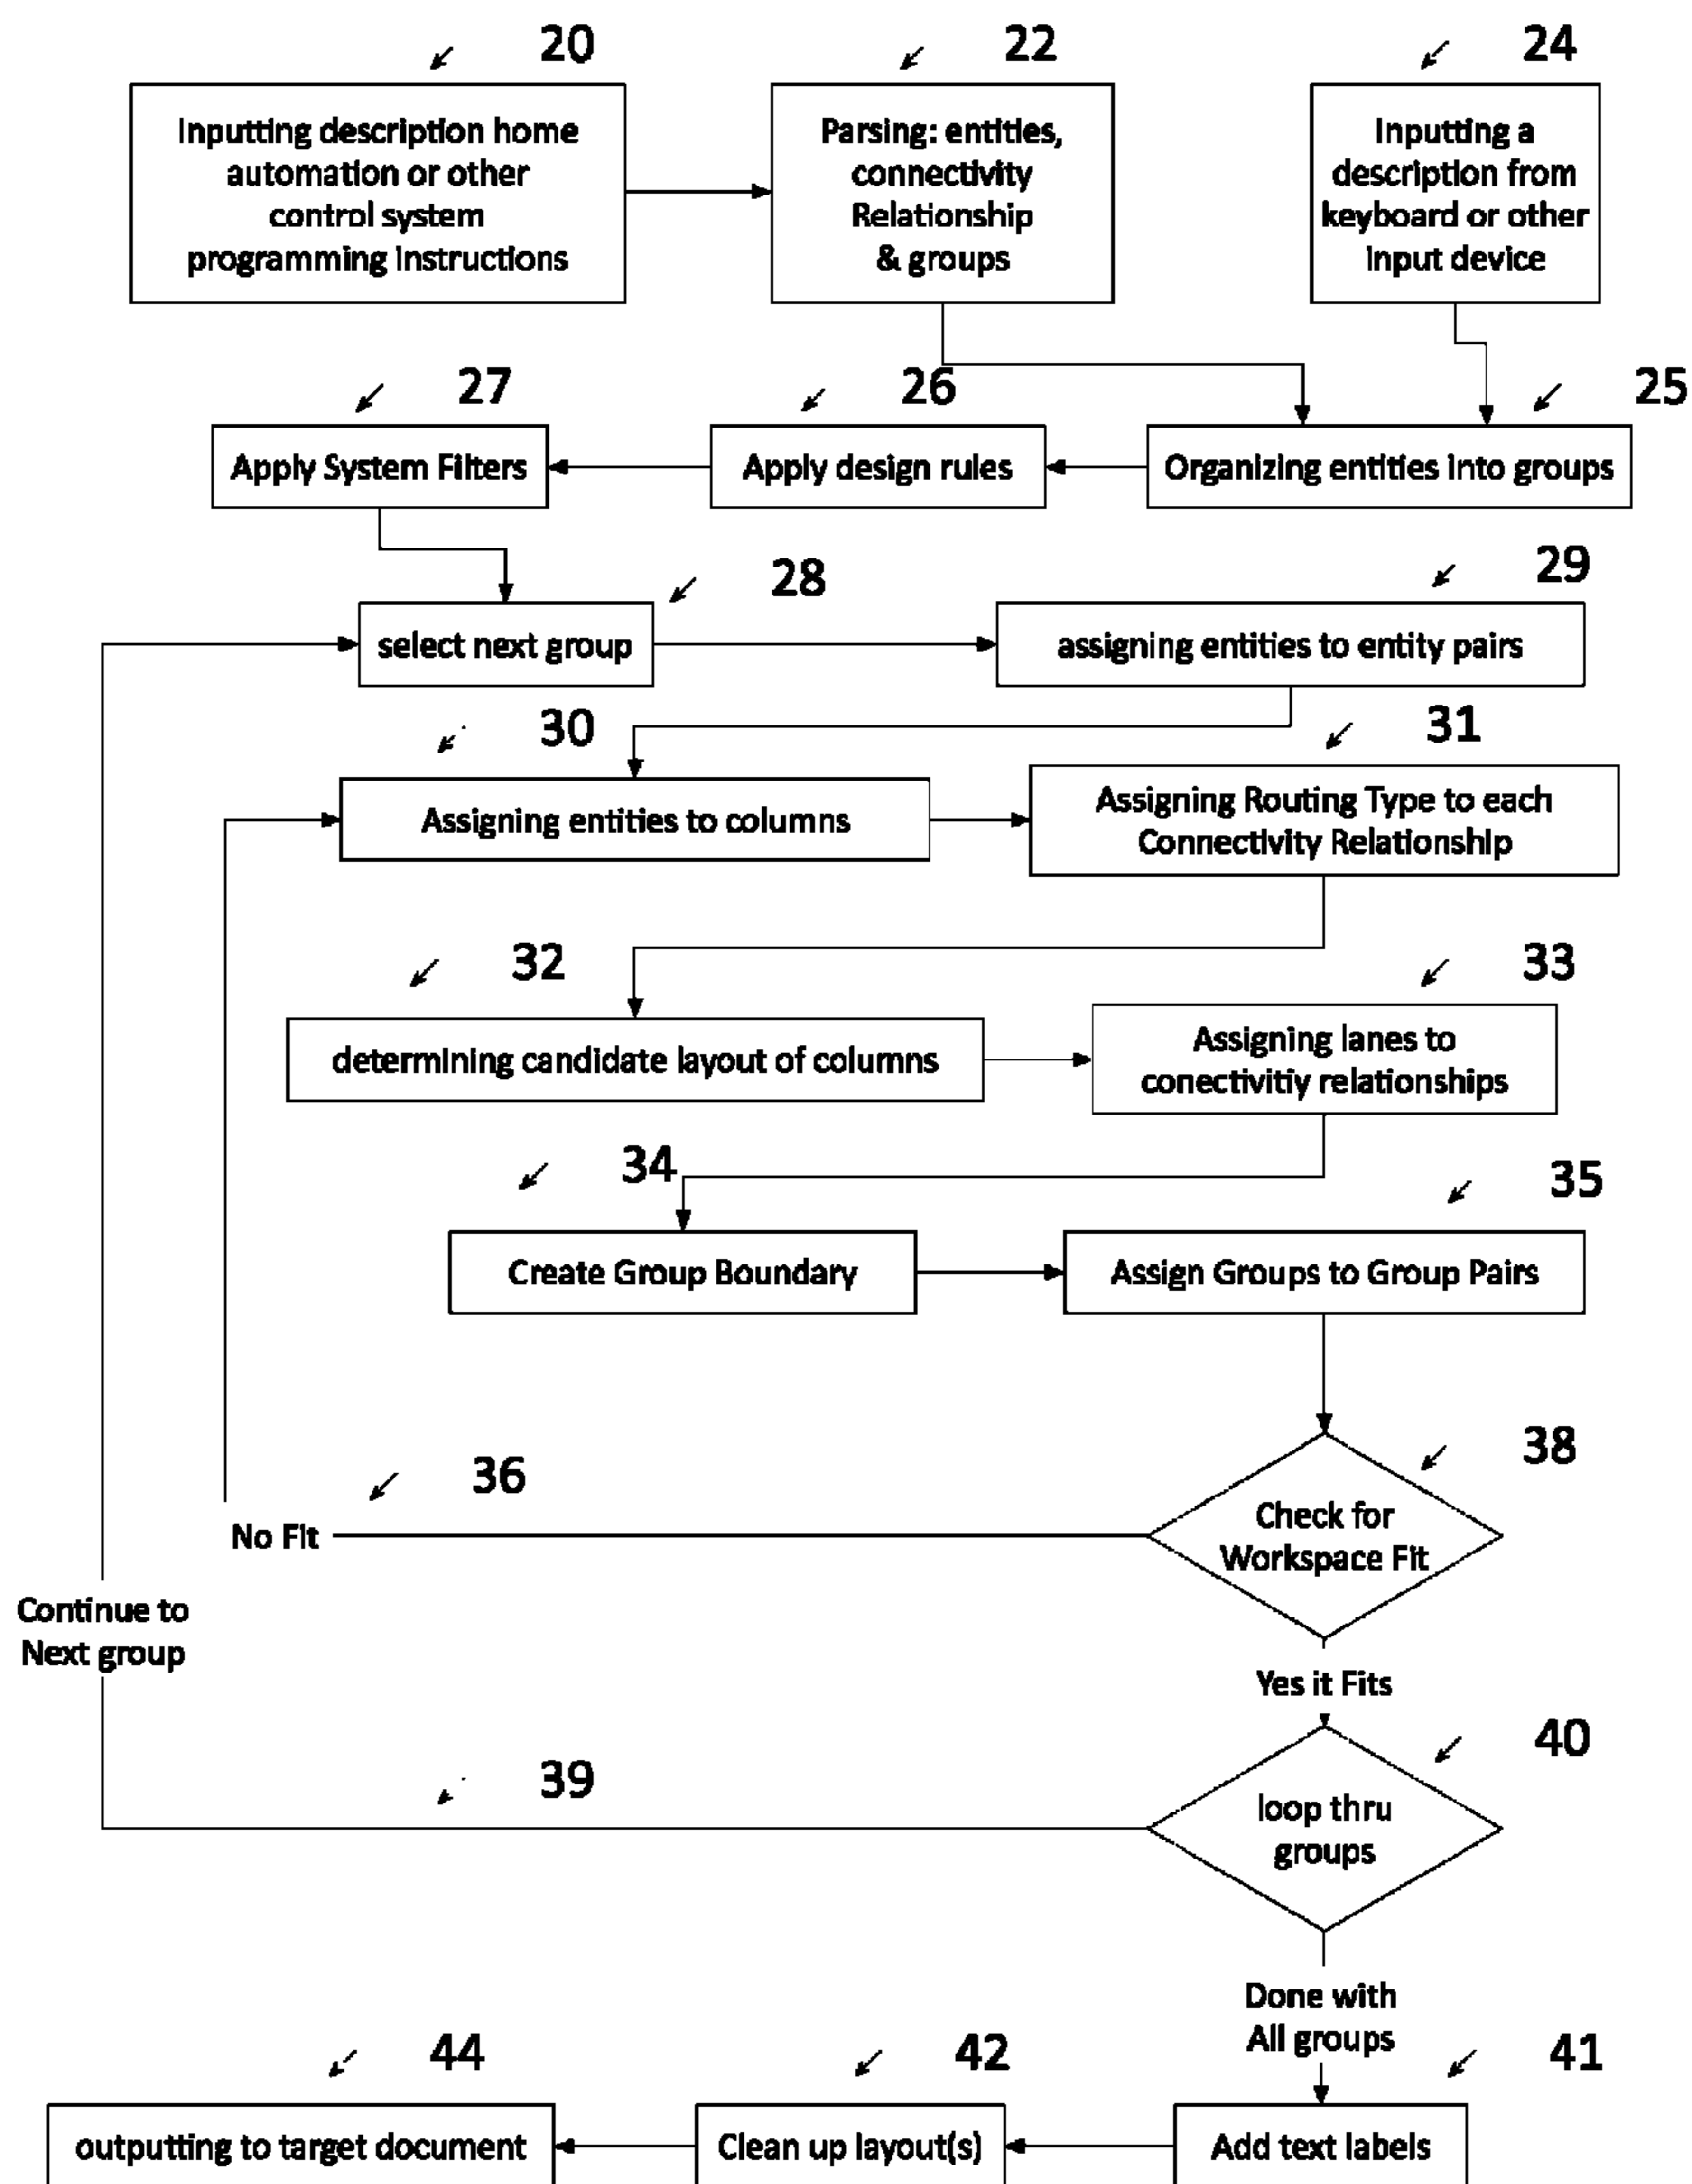 20
22
24
Inputting description home
automation or other
control system
programming instructions
Parsing: entities,
connectivity
Relationship
& groups
Inputting a
description from
keyboard or other
input device
27
26
25
Apply System Filters
Apply design rules
Organizing entities into groups
28
29
select next group
assigning entities to entity pairs
30
31
Assigning entities to columns
Assigning Routing Type to each
Connectivity Relationship
32
33
determining candidate layout of columns
Assigning lanes to
conectivitiy relationships
34
35
Create Group Boundary
Assign Groups to Group Pairs
36
38
No Fit
Check for
Workspace Fit
Continue to
Next group
Yes it Fits
39
40
loop thru
groups
Done with
All groups
44
42
41
outputting to target document
Clean up layout(s)
Add text labels